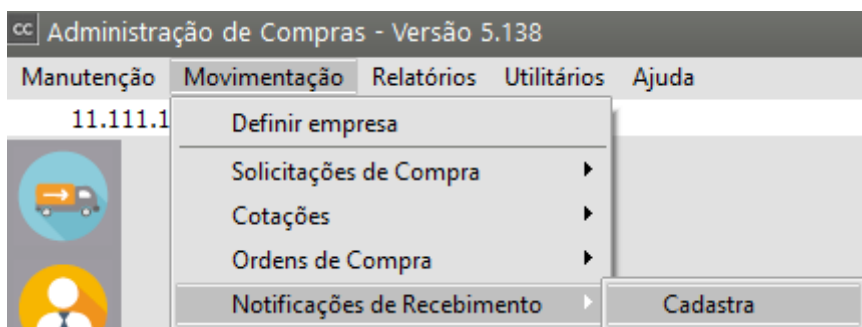 cc Administração de Compras - Versão 5.138
Manutenção Movimentação Relatórios Utilitários Ajuda
11.111.1
Definir empresa
Solicitações de Compra
Cotações
Ordens de Compra
Notificações de Recebimento Cadastra